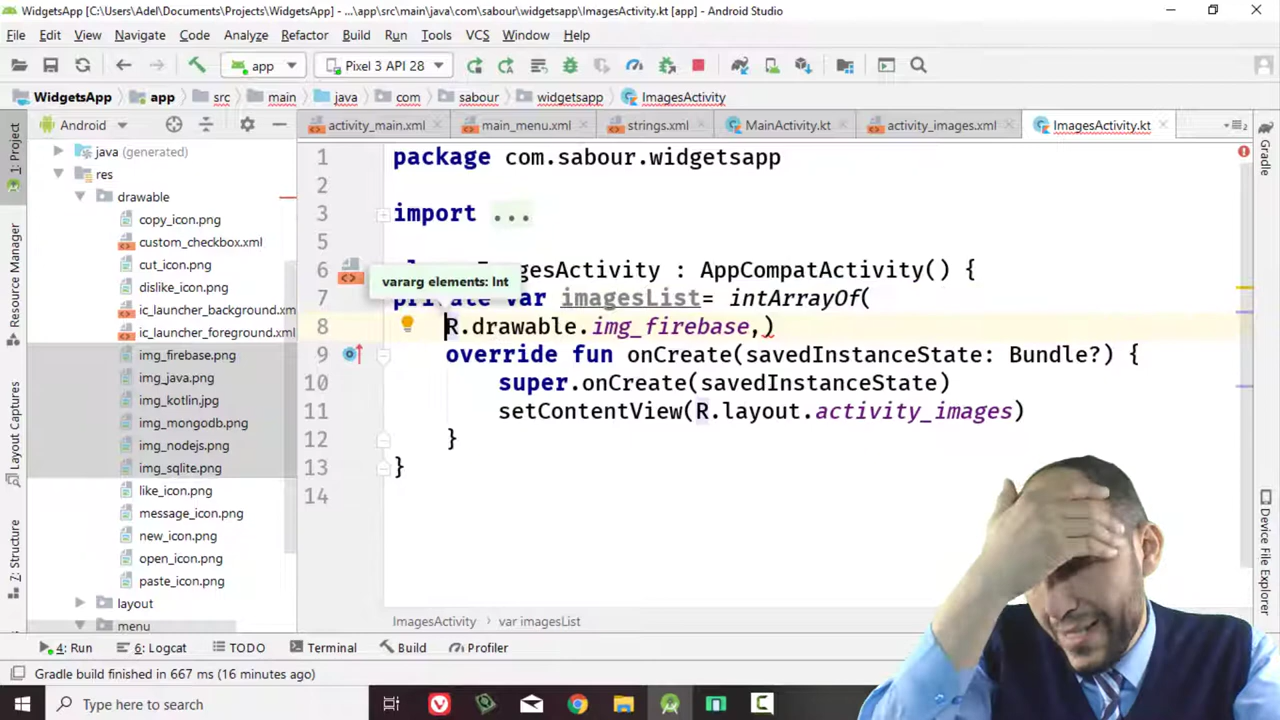 WidgetsApp [C:\Users\Adel\Documents\Projects\WidgetsApp] - ...\app\src\main\java\com\sabour\widgetsapp\ImagesActivity.kt [app] - Android Studio
File Edit View Navigate Code Analyze Refactor Build Run Tools VCS Window Help
app Pixel 3 API 28
WidgetsApp app src main java com sabour widgetsapp ImagesActivity
Android
activity_main.xml main_menu.xml strings.xml MainActivity.kt activity_images.xml ImagesActivity.kt
java (generated)
res
drawable
copy_icon.png
custom_checkbox.xml
cut_icon.png
dislike_icon.png
ic_launcher_background.xm
ic_launcher_foreground.xml
img_firebase.png
img_java.png
img_kotlin.jpg
img_mongodb.png
img_nodejs.png
img_sqlite.png
like_icon.png
message_icon.png
new_icon.png
open_icon.png
paste_icon.png
layout
menu
1: Project
Resource Manager
Layout Captures
7: Structure
1 package com.sabour.widgetsapp
2
3 import ...
5
6 gesActivity : AppCompatActivity() {
vararg elements: Int
7 private var imagesList= intArrayOf(
8 R.drawable.img_firebase,)
9 override fun onCreate(savedInstanceState: Bundle?) {
10 super.onCreate(savedInstanceState)
11 setContentView(R.layout.activity_images)
12 }
13 }
14
Gradle
Device File Explorer
ImagesActivity var imagesList
4: Run 6: Logcat TODO Terminal Build Profiler
Gradle build finished in 667 ms (16 minutes ago)
Type here to search